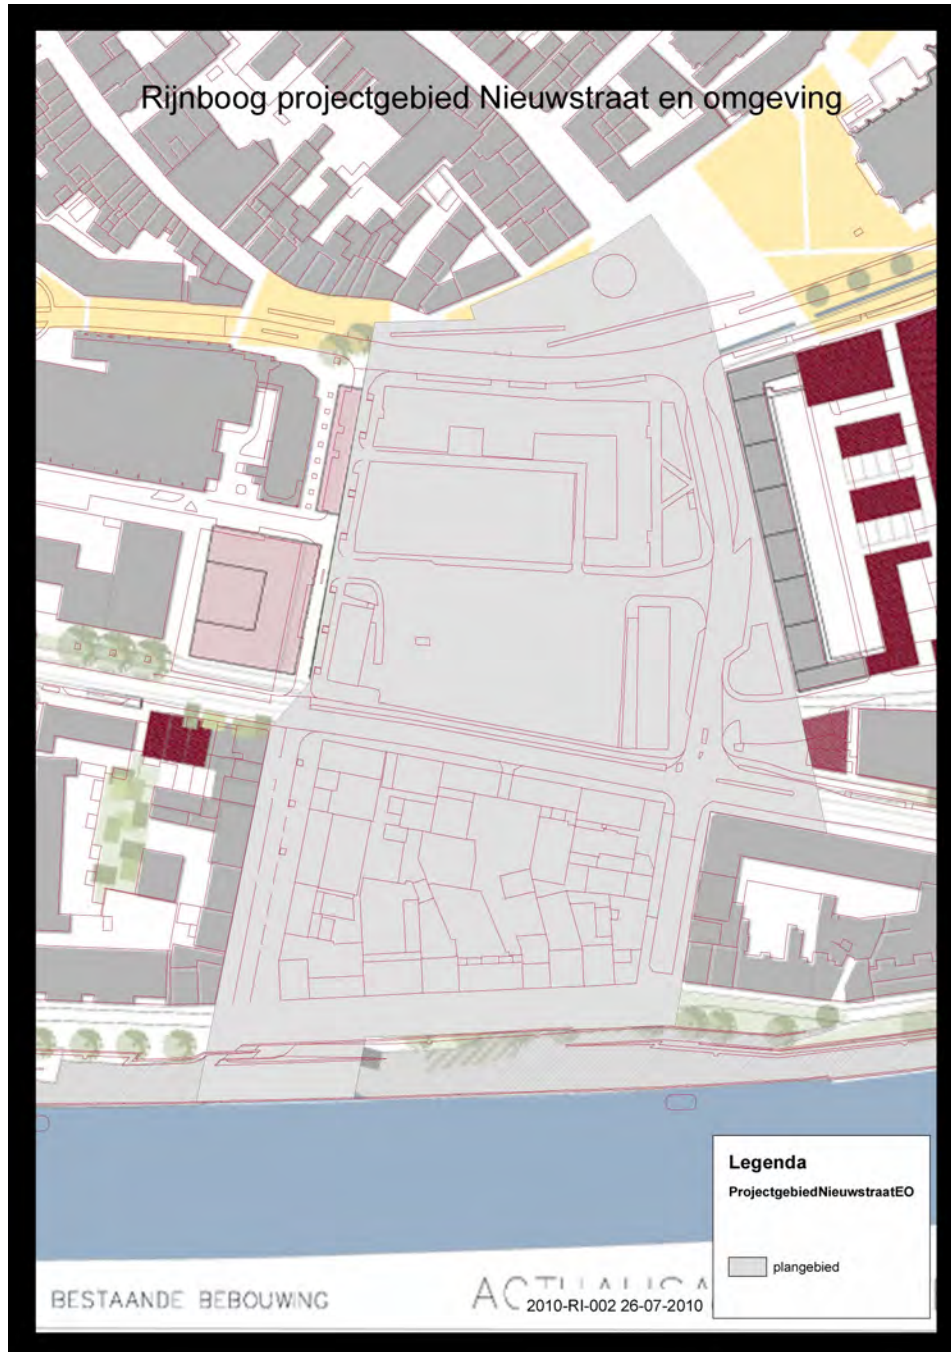 Rijnboog projectgebied Nieuwstraat en omgeving
Legenda
ProjectgebiedNieuwstraatEO
plangebied
BESTAANDE BEBOUWING
2010-RI-002 26-07-2010